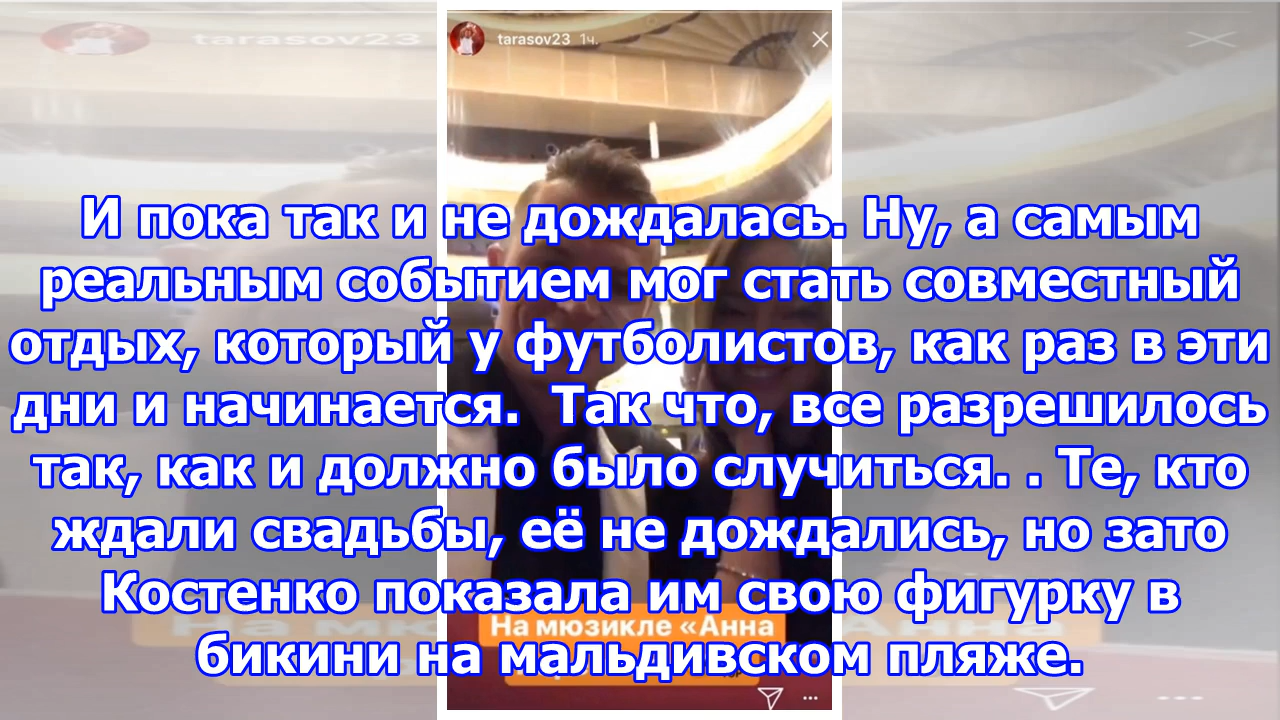 tarasov23 1ч.
tarasov23
И пока так и не дождалась. Ну, а самым
реальным событием мог стать совместный
отдых, который у футболистов, как раз в эти
дни и начинается.  Так что, все разрешилось
так, как и должно было случиться. . Те, кто
ждали свадьбы, её не дождались, но зато
Костенко показала им свою фигурку в
На мюзикле «Анна
бикини на мальдивском пляже.